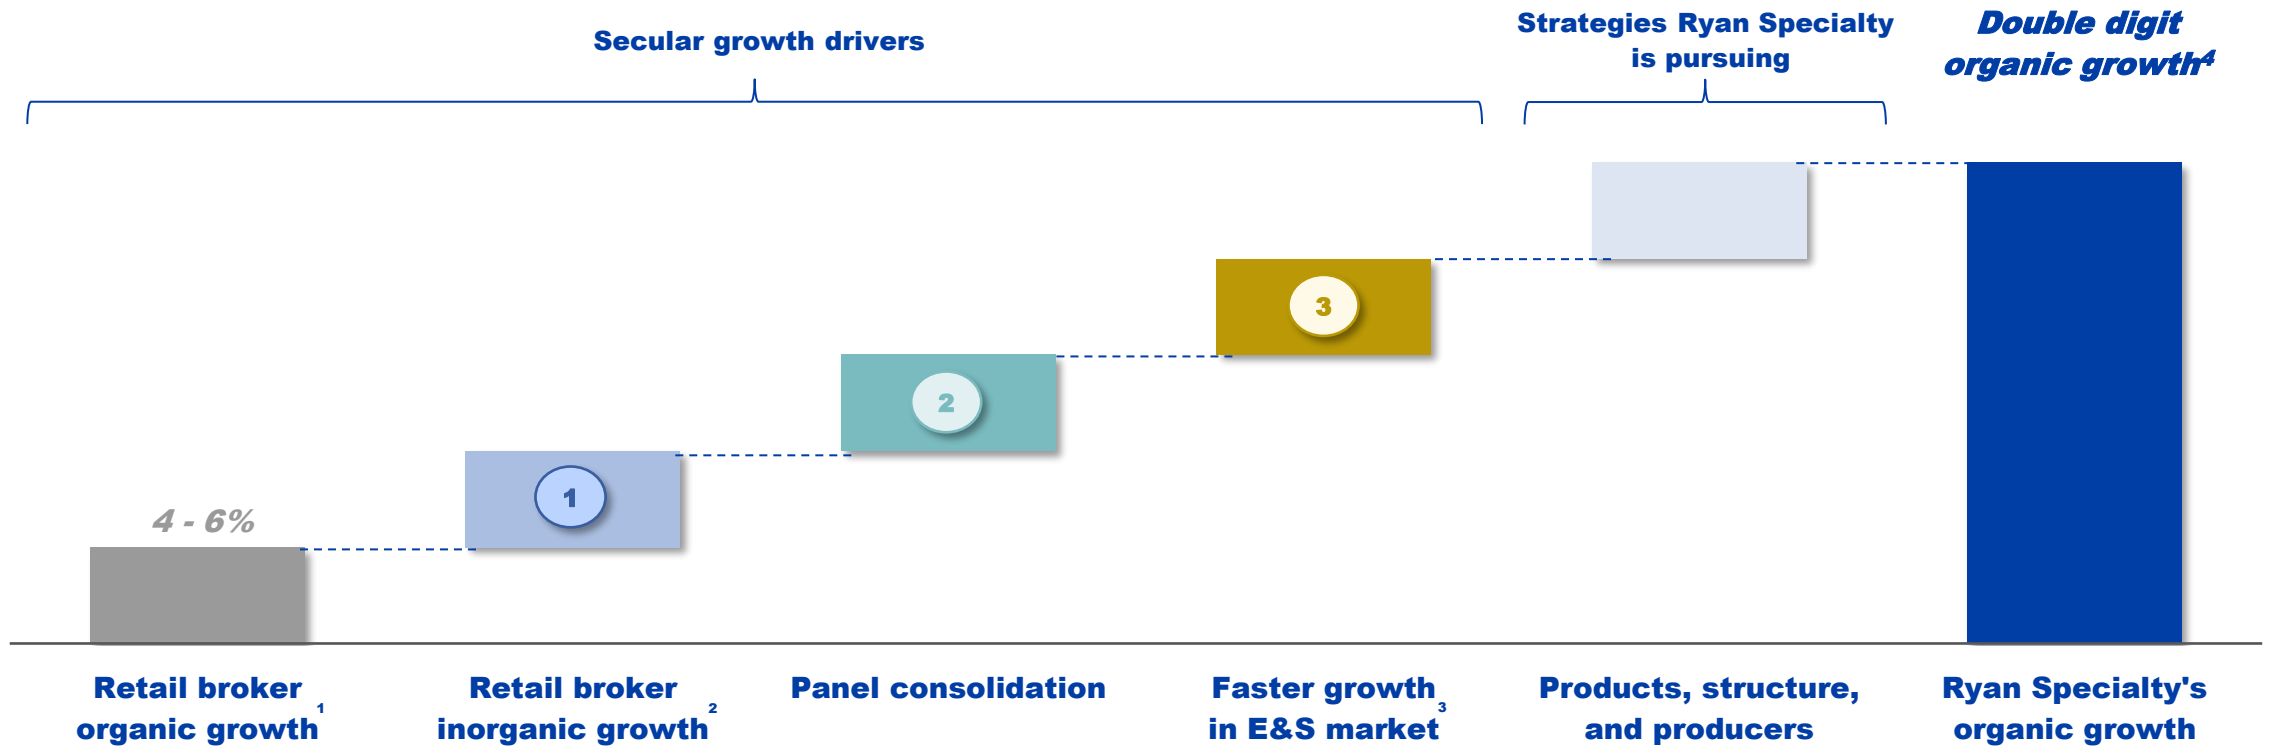 Secular growth drivers
Strategies Ryan Specialty
is pursuing
Double digit
organic growth⁴
4 - 6%
1
2
3
Retail broker
organic growth¹
Retail broker
inorganic growth²
Panel consolidation
Faster growth
in E&S market³
Products, structure,
and producers
Ryan Specialty's
organic growth